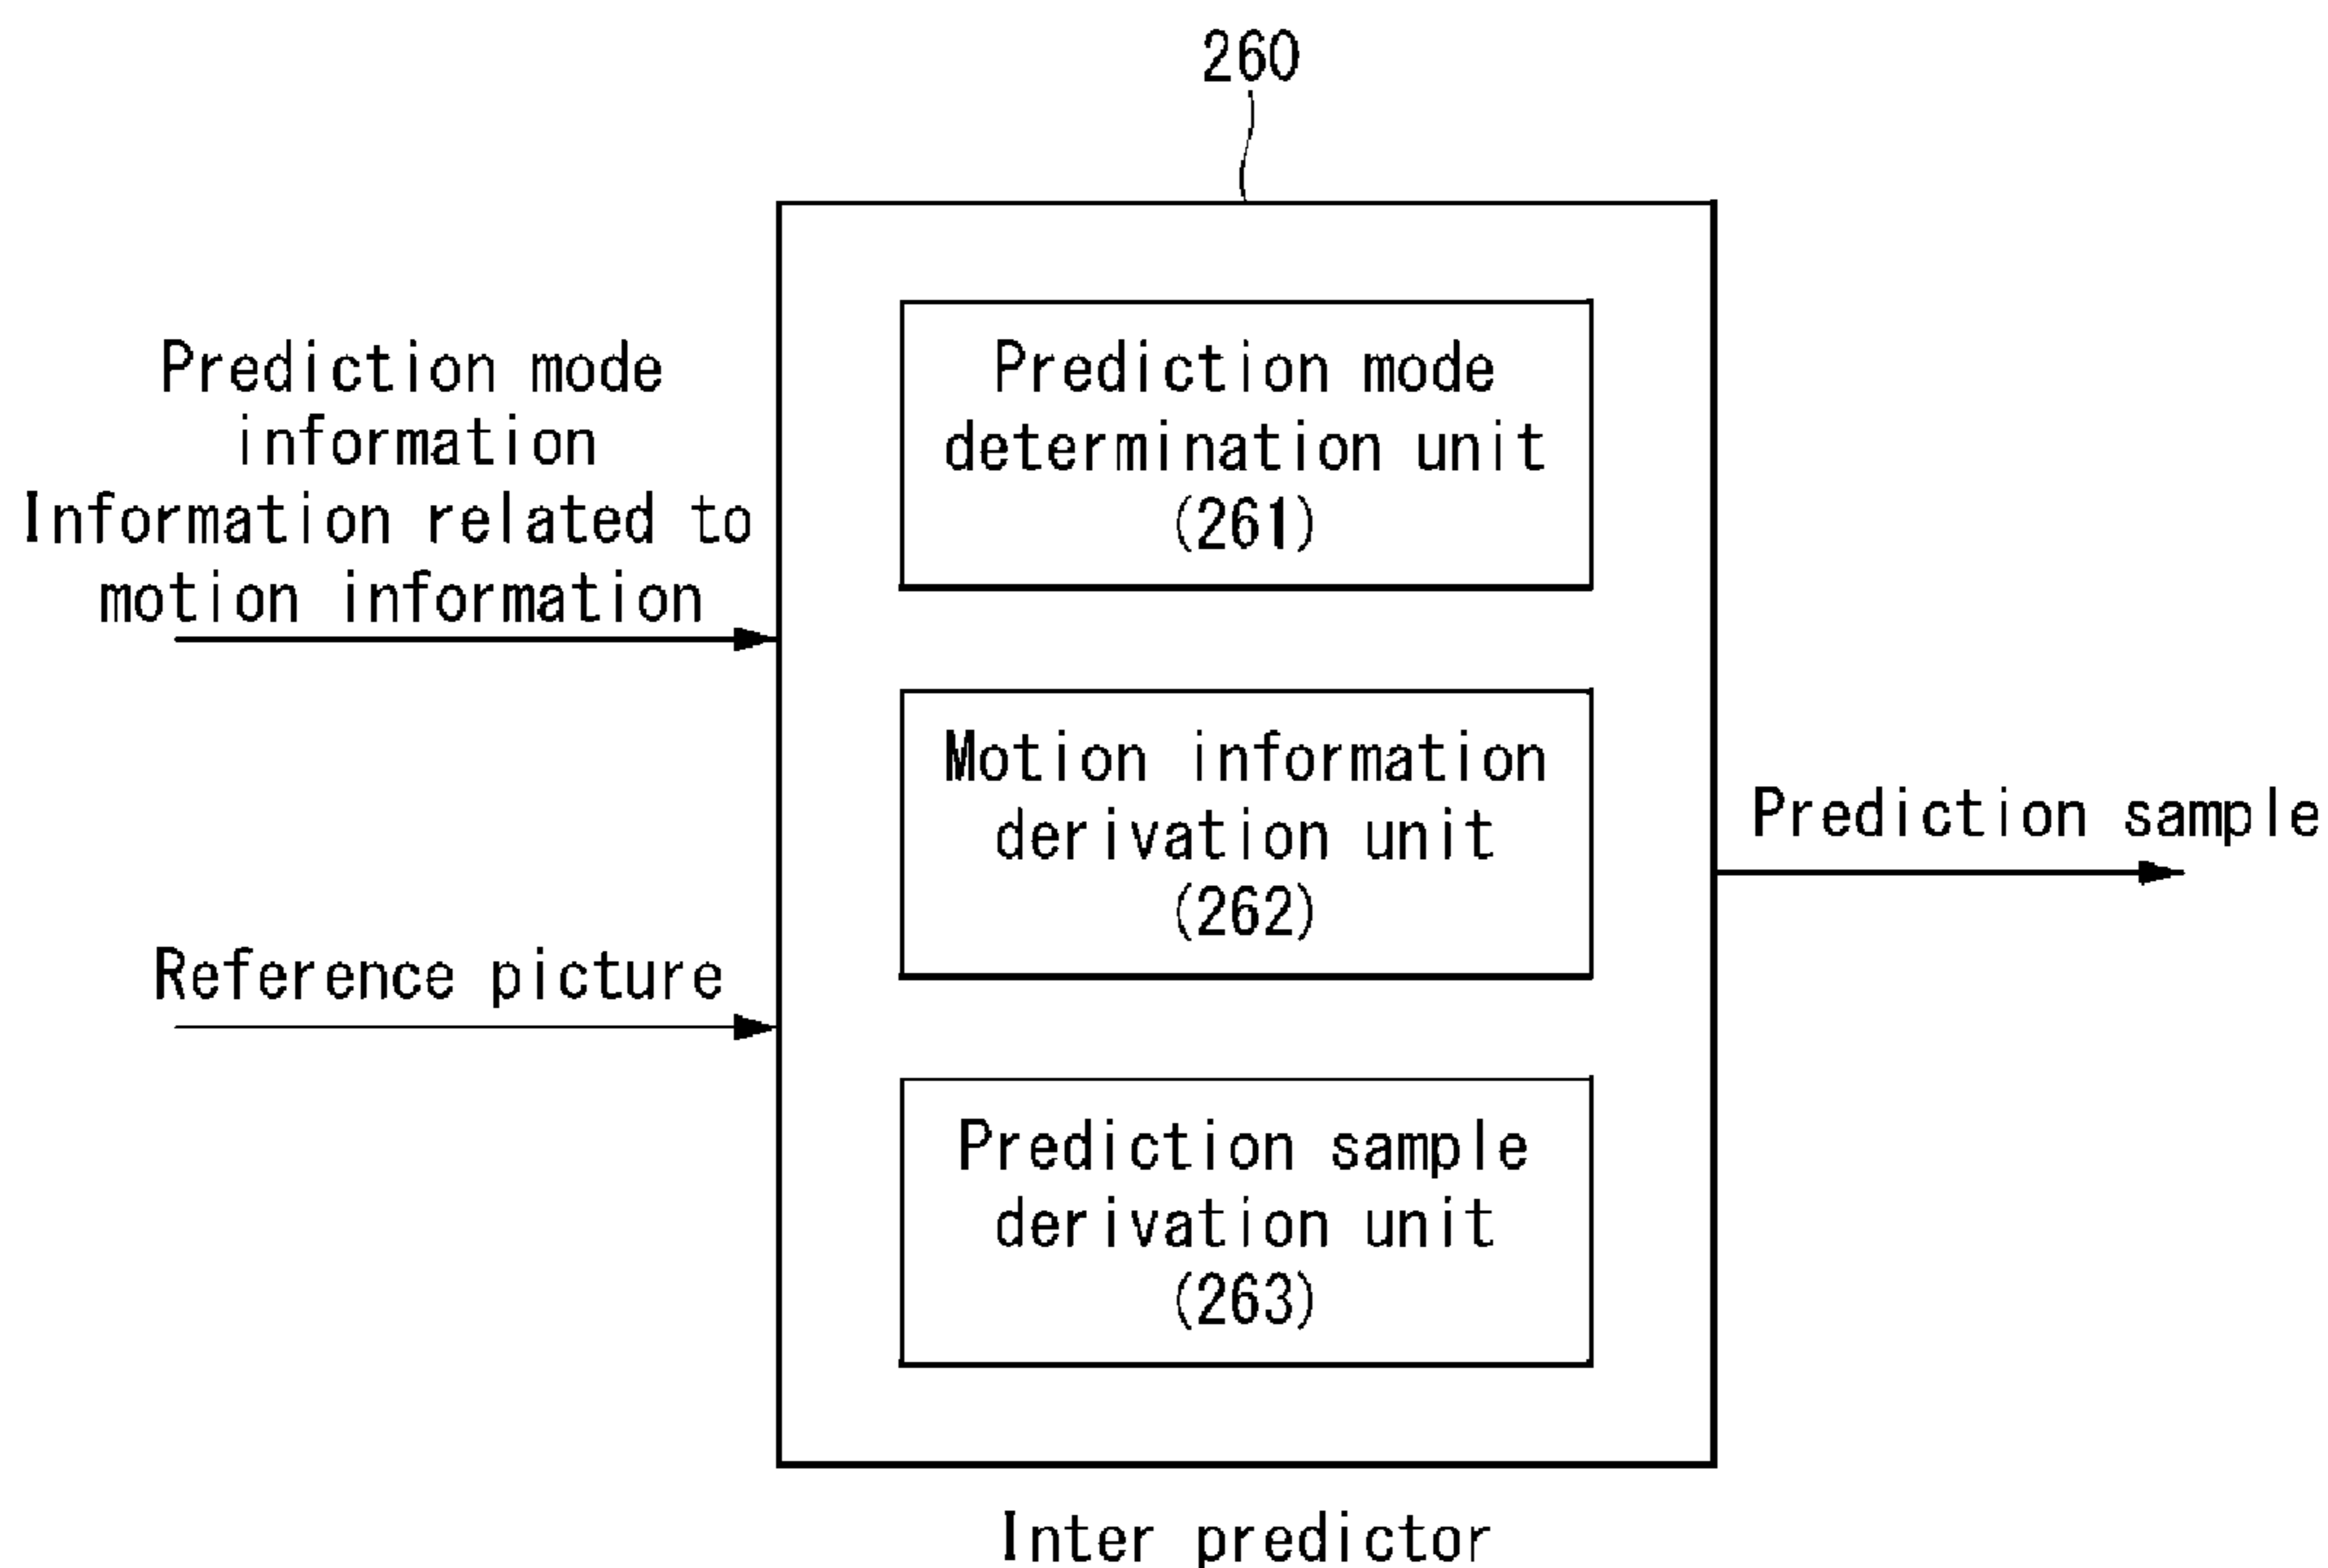 260
Prediction mode
information
Information related to
motion information
Reference picture
Prediction mode
determination unit
(261)
Motion information
derivation unit
(262)
Prediction sample
derivation unit
(263)
Prediction sample
Inter predictor